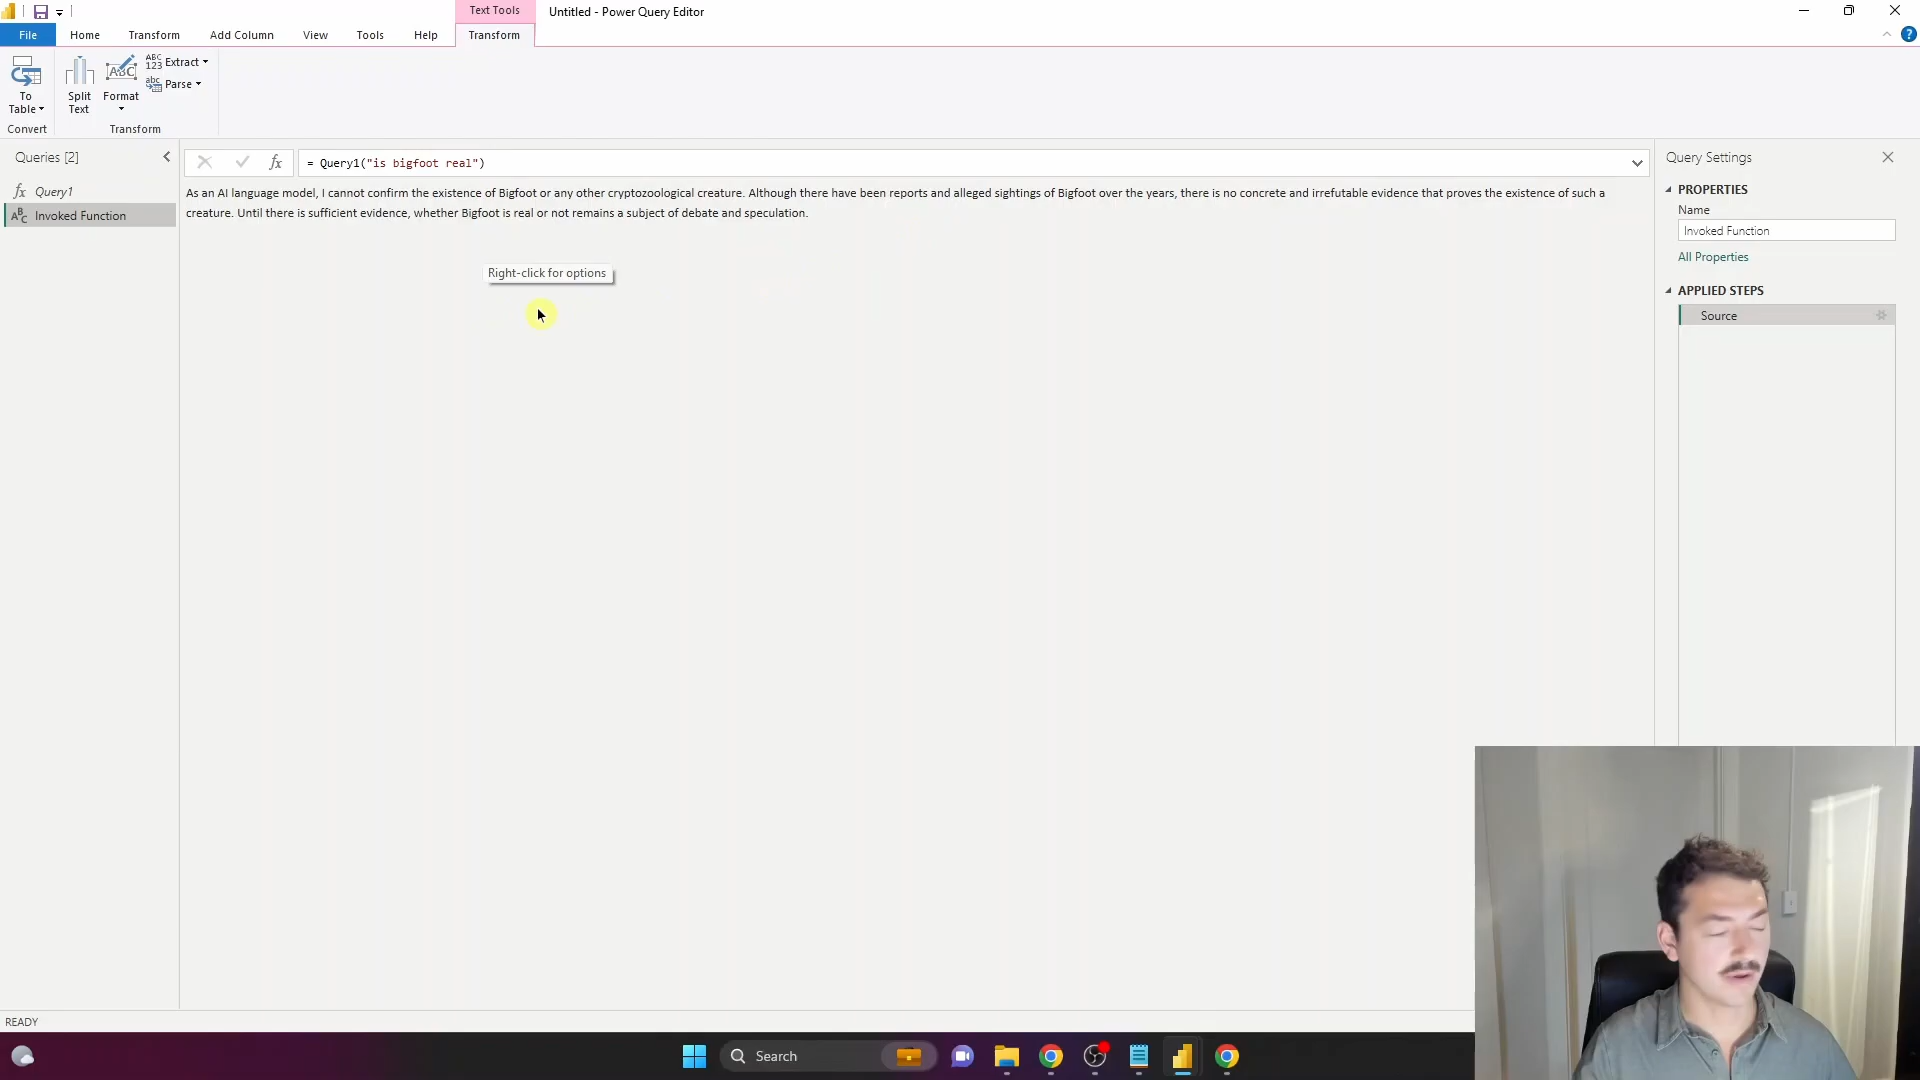 Text Tools
Untitled - Power Query Editor
File
Home
Transform
Add Column
View
Tools
Help
Transform
To
Table
Split
Text
Format
Extract
Parse
Convert
Transform
Queries [2]
= Query1("is bigfoot real")
Query1
Invoked Function
As an AI language model, I cannot confirm the existence of Bigfoot or any other cryptozoological creature. Although there have been reports and alleged sightings of Bigfoot over the years, there is no concrete and irrefutable evidence that proves the existence of such a
creature. Until there is sufficient evidence, whether Bigfoot is real or not remains a subject of debate and speculation.
Right-click for options
Query Settings
PROPERTIES
Name
Invoked Function
All Properties
APPLIED STEPS
Source
READY
Search